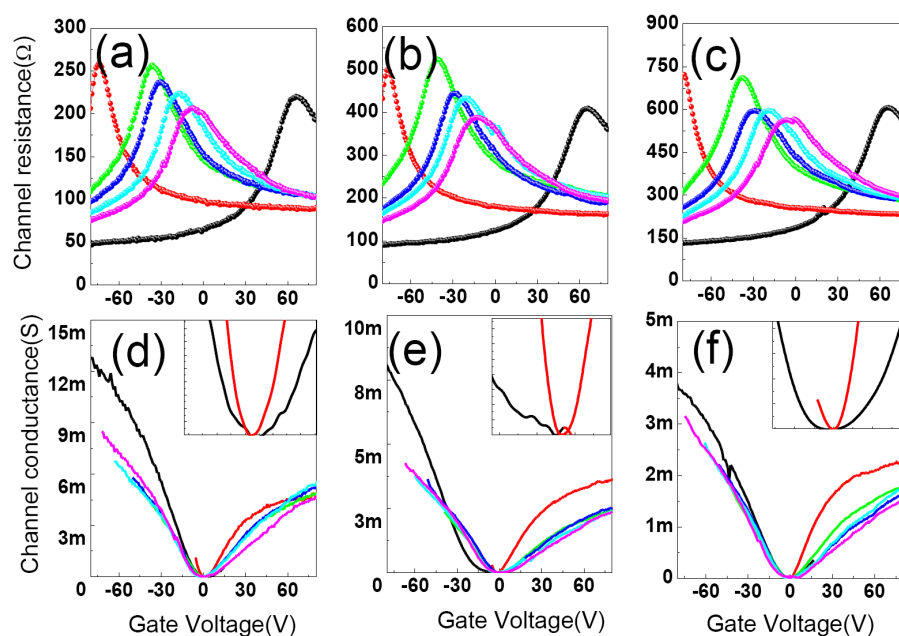 (a)
(b)
(c)
Channel resistance(Ω)
300
250
200
150
100
50
0
-60 -30 0 30 60
600
500
400
300
200
100
0
-60 -30 0 30 60
900
750
600
450
300
150
0
-60 -30 0 30 60
(d)
(e)
(f)
Channel conductance(S)
15m
12m
9m
6m
3m
0
-60 -30 0 30 60
Gate Voltage(V)
10m
8m
5m
3m
-60 -30 0 30 60
Gate Voltage(V)
5m
4m
3m
2m
1m
0
-60 -30 0 30 60
Gate Voltage(V)